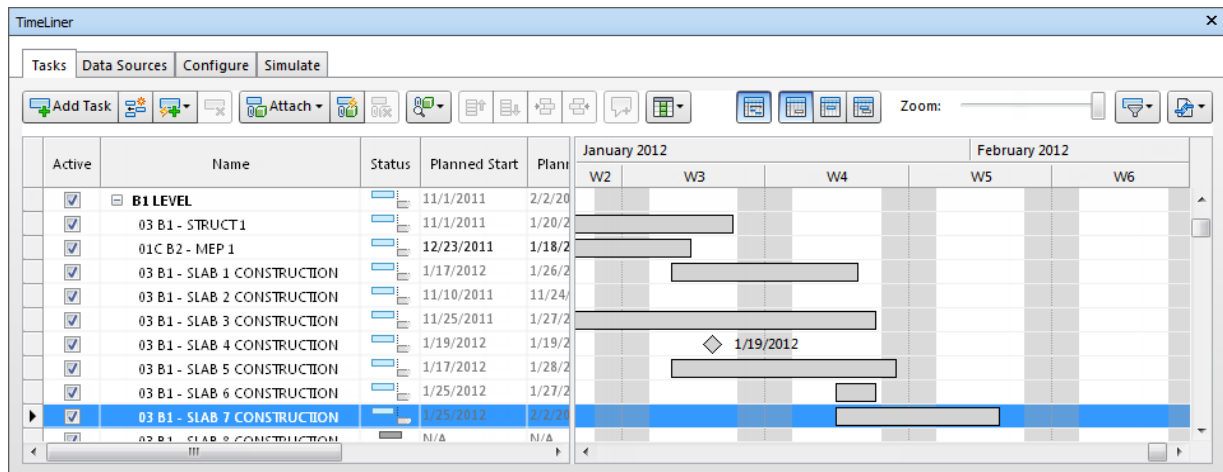 TimeLiner
Tasks Data Sources Configure Simulate
Add Task Attach Zoom:
Active Name Status Planned Start Plann January 2012 February 2012
W2 W3 W4 W5 W6
B1 LEVEL 11/1/2011 2/2/20
03 B1 - STRUCT 1 11/1/2011 1/20/2
01C B2 - MEP 1 12/23/2011 1/18/2
03 B1 - SLAB 1 CONSTRUCTION 1/17/2012 1/26/2
03 B1 - SLAB 2 CONSTRUCTION 11/10/2011 11/24/
03 B1 - SLAB 3 CONSTRUCTION 11/25/2011 1/27/2
03 B1 - SLAB 4 CONSTRUCTION 1/19/2012 1/19/2 1/19/2012
03 B1 - SLAB 5 CONSTRUCTION 1/17/2012 1/28/2
03 B1 - SLAB 6 CONSTRUCTION 1/25/2012 1/27/2
03 B1 - SLAB 7 CONSTRUCTION 1/25/2012 2/2/20
03 B1 - SLAB 8 CONSTRUCTION N/A N/A